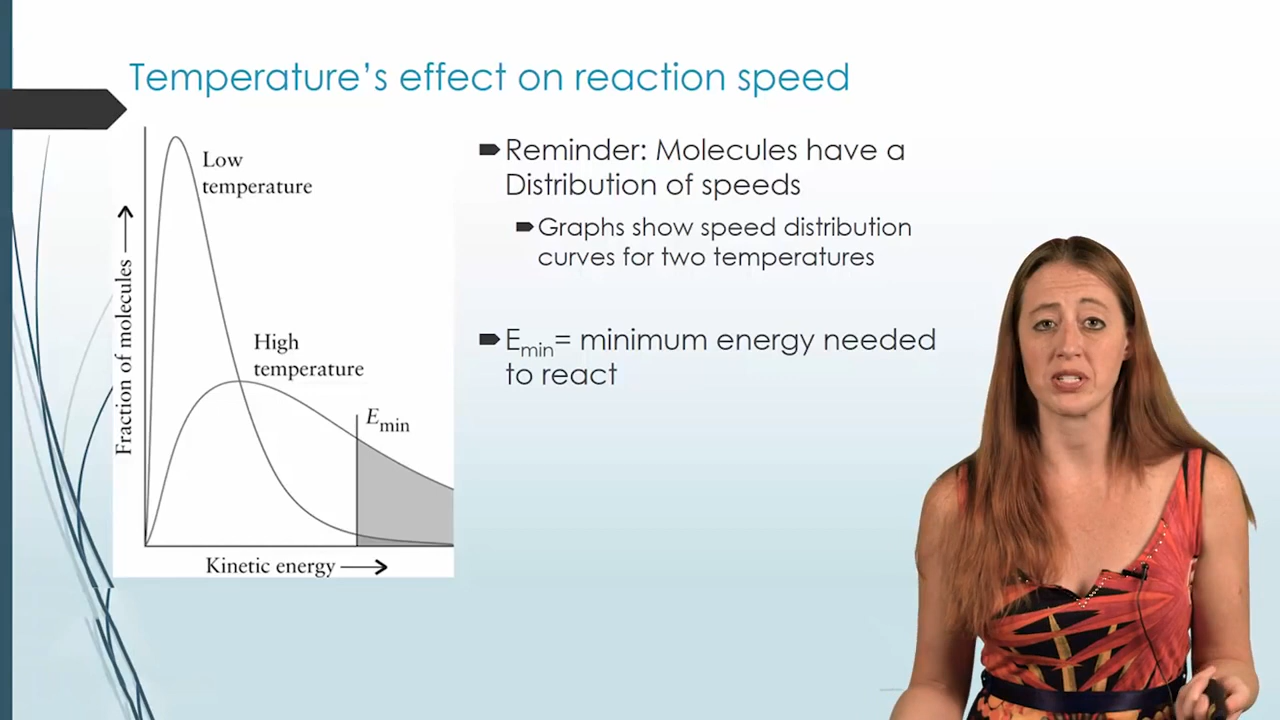 Temperature's effect on reaction speed
Low
temperature
High
temperature
Emin
Fraction of molecules
Kinetic energy
Reminder: Molecules have a
Distribution of speeds
Graphs show speed distribution
curves for two temperatures
Emin= minimum energy needed
to react